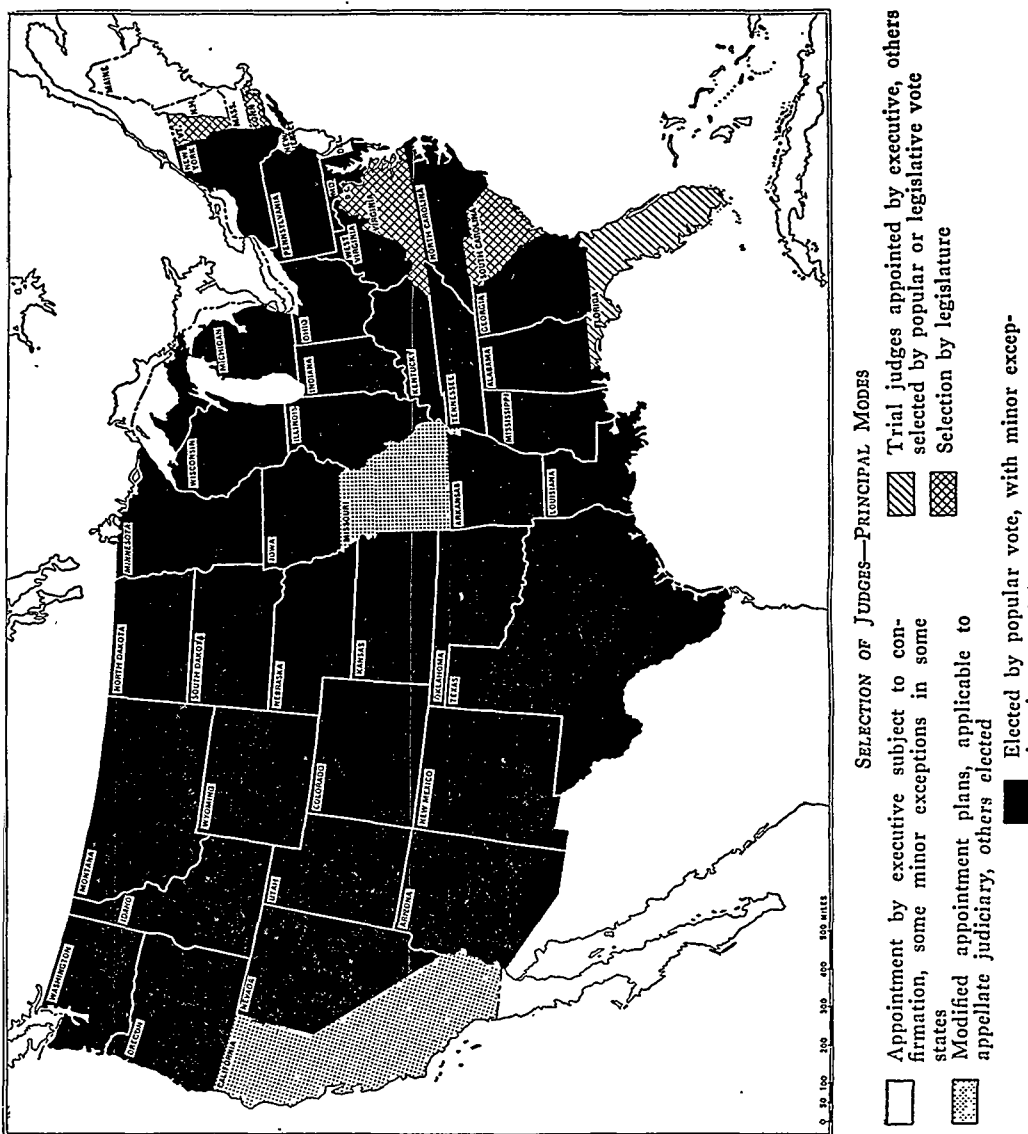 WASHINGTON
OREGON
CALIFORNIA
NEVADA
IDAHO
MONTANA
WYOMING
UTAH
ARIZONA
COLORADO
NEW MEXICO
NORTH DAKOTA
SOUTH DAKOTA
NEBRASKA
KANSAS
OKLAHOMA
TEXAS
MINNESOTA
IOWA
MISSOURI
ARKANSAS
LOUISIANA
ILLINOIS
MICHIGAN
INDIANA
OHIO
KENTUCKY
TENNESSEE
MISSISSIPPI
ALABAMA
GEORGIA
FLORIDA
SOUTH CAROLINA
NORTH CAROLINA
VIRGINIA
WEST
VIRGINIA
MD.
PENNSYLVANIA
NEW
YORK
VT.
N.H.
MASS.
MAINE
0 50 100 200 300 400 500 MILES
SELECTION OF JUDGES—PRINCIPAL MODES
Appointment by executive subject to con-
firmation, some minor exceptions in some
states
Modified appointment plans, applicable to
appellate judiciary, others elected
Trial judges appointed by executive, others
selected by popular or legislative vote
Selection by legislature
Elected by popular vote, with minor excep-